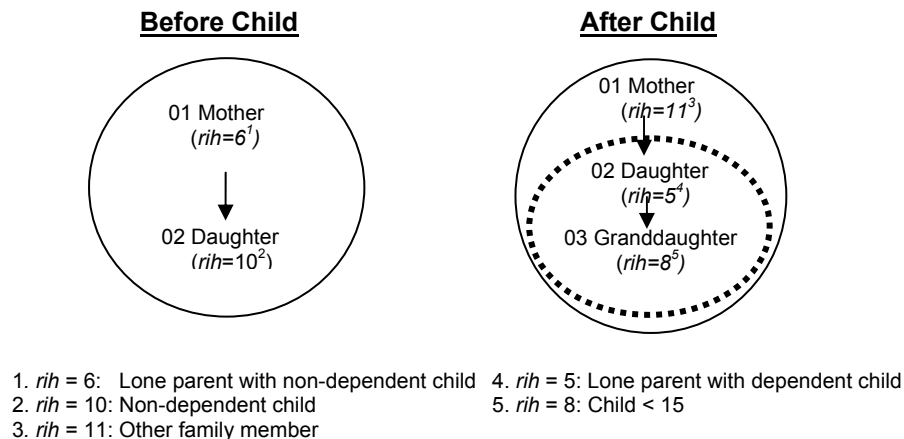 Before Child
After Child
01 Mother
(rih=6¹)
02 Daughter
(rih=10²)
01 Mother
(rih=11³)
02 Daughter
(rih=5⁴)
03 Granddaughter
(rih=8⁵)
1. rih = 6: Lone parent with non-dependent child
2. rih = 10: Non-dependent child
3. rih = 11: Other family member
4. rih = 5: Lone parent with dependent child
5. rih = 8: Child < 15